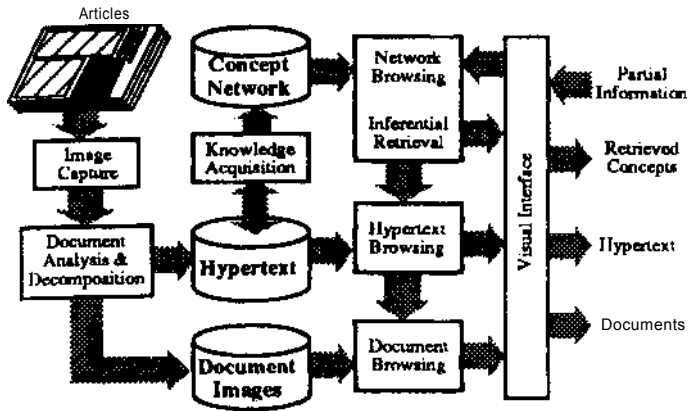 Articles
Concept
Network
Network
Browsing
Inferential
Retrieval
Partial
Information
Image
Capture
Knowledge
Acquisition
Retrieved
Concepts
Visual Interface
Document
Analysis &
Decomposition
Hypertext
Hypertext
Browsing
Hypertext
Document
Images
Document
Browsing
Documents